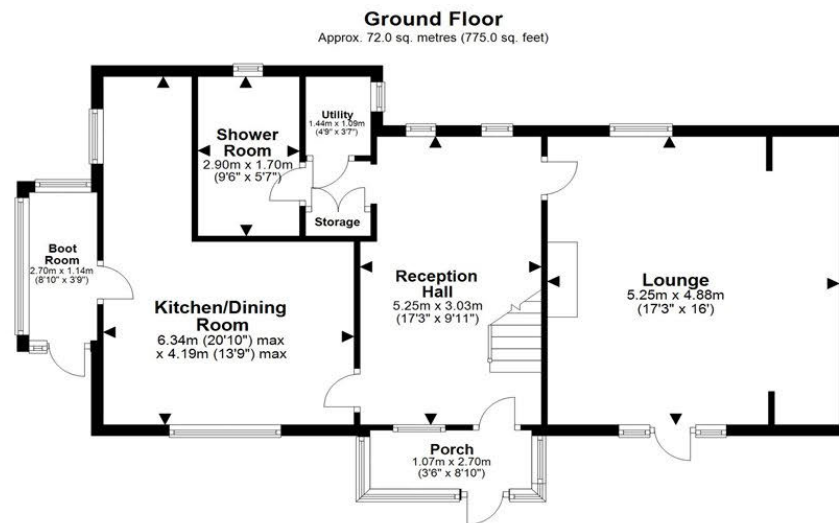 Ground Floor
Approx. 72.0 sq. metres (775.0 sq. feet)
Utility
1.44m x 1.09m
(4'9" x 3'7")
Shower
Room
2.90m x 1.70m
(9'6" x 5'7")
Storage
Boot
Room
2.70m x 1.14m
(8'10" x 3'9")
Kitchen/Dining
Room
6.34m (20'10") max
x 4.19m (13'9") max
Reception
Hall
5.25m x 3.03m
(17'3" x 9'11")
Lounge
5.25m x 4.88m
(17'3" x 16')
Porch
1.07m x 2.70m
(3'6" x 8'10")